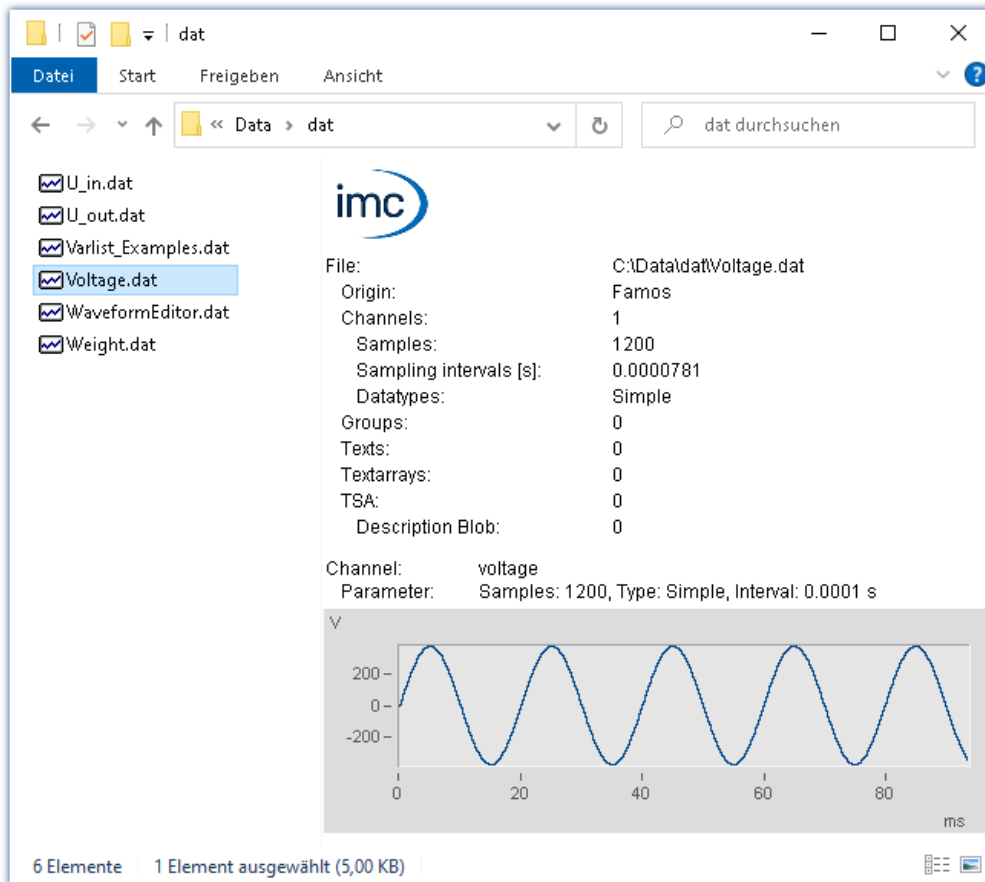 dat
Datei Start Freigeben Ansicht ?
« Data › dat dat durchsuchen
U_in.dat
U_out.dat
Varlist_Examples.dat
Voltage.dat
WaveformEditor.dat
Weight.dat
imc
File: C:\Data\dat\Voltage.dat
Origin: Famos
Channels: 1
Samples: 1200
Sampling intervals [s]: 0.0000781
Datatypes: Simple
Groups: 0
Texts: 0
Textarrays: 0
TSA: 0
Description Blob: 0
Channel: voltage
Parameter: Samples: 1200, Type: Simple, Interval: 0.0001 s
V
200
0
-200
0 20 40 60 80
ms
6 Elemente 1 Element ausgewählt (5,00 KB)